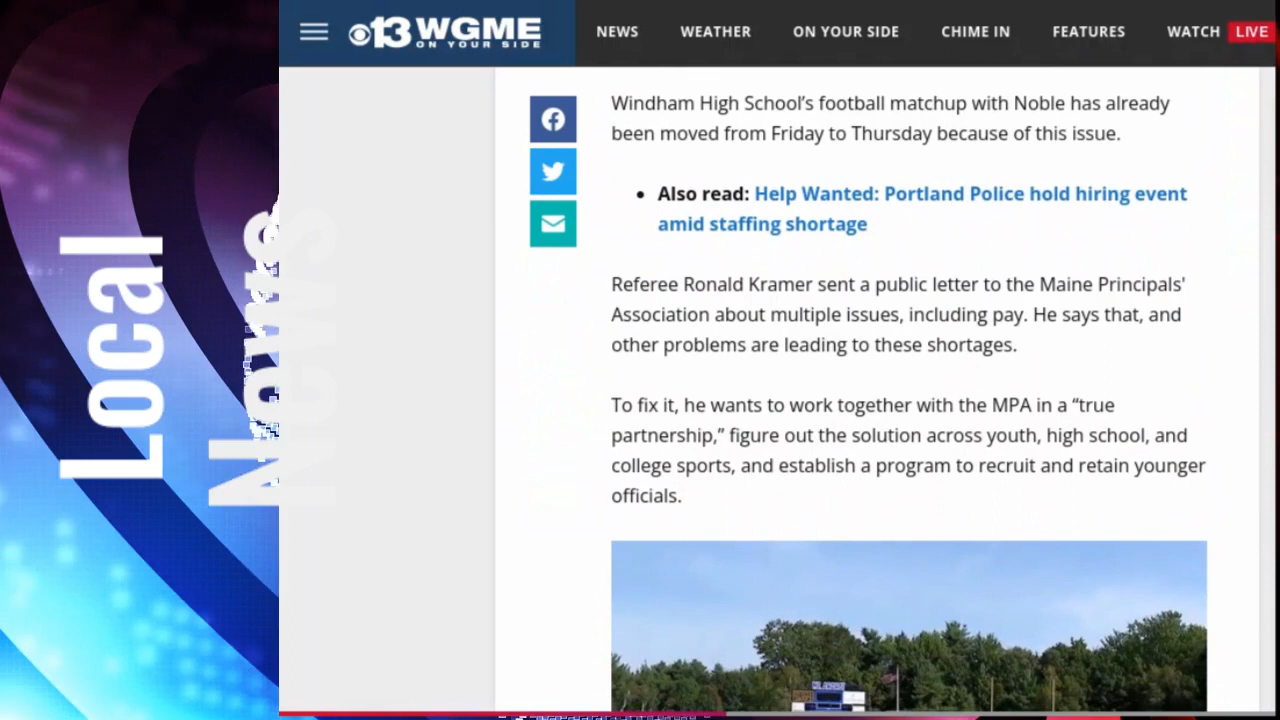 13 WGME
ON YOUR SIDE
NEWS WEATHER ON YOUR SIDE CHIME IN FEATURES WATCH LIVE
Local
News
Windham High School’s football matchup with Noble has already
been moved from Friday to Thursday because of this issue.
• Also read: Help Wanted: Portland Police hold hiring event
amid staffing shortage
Referee Ronald Kramer sent a public letter to the Maine Principals'
Association about multiple issues, including pay. He says that, and
other problems are leading to these shortages.
To fix it, he wants to work together with the MPA in a “true
partnership,” figure out the solution across youth, high school, and
college sports, and establish a program to recruit and retain younger
officials.